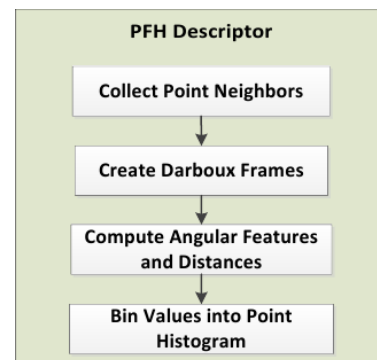 PFH Descriptor
Collect Point Neighbors
Create Darboux Frames
Compute Angular Features
and Distances
Bin Values into Point
Histogram